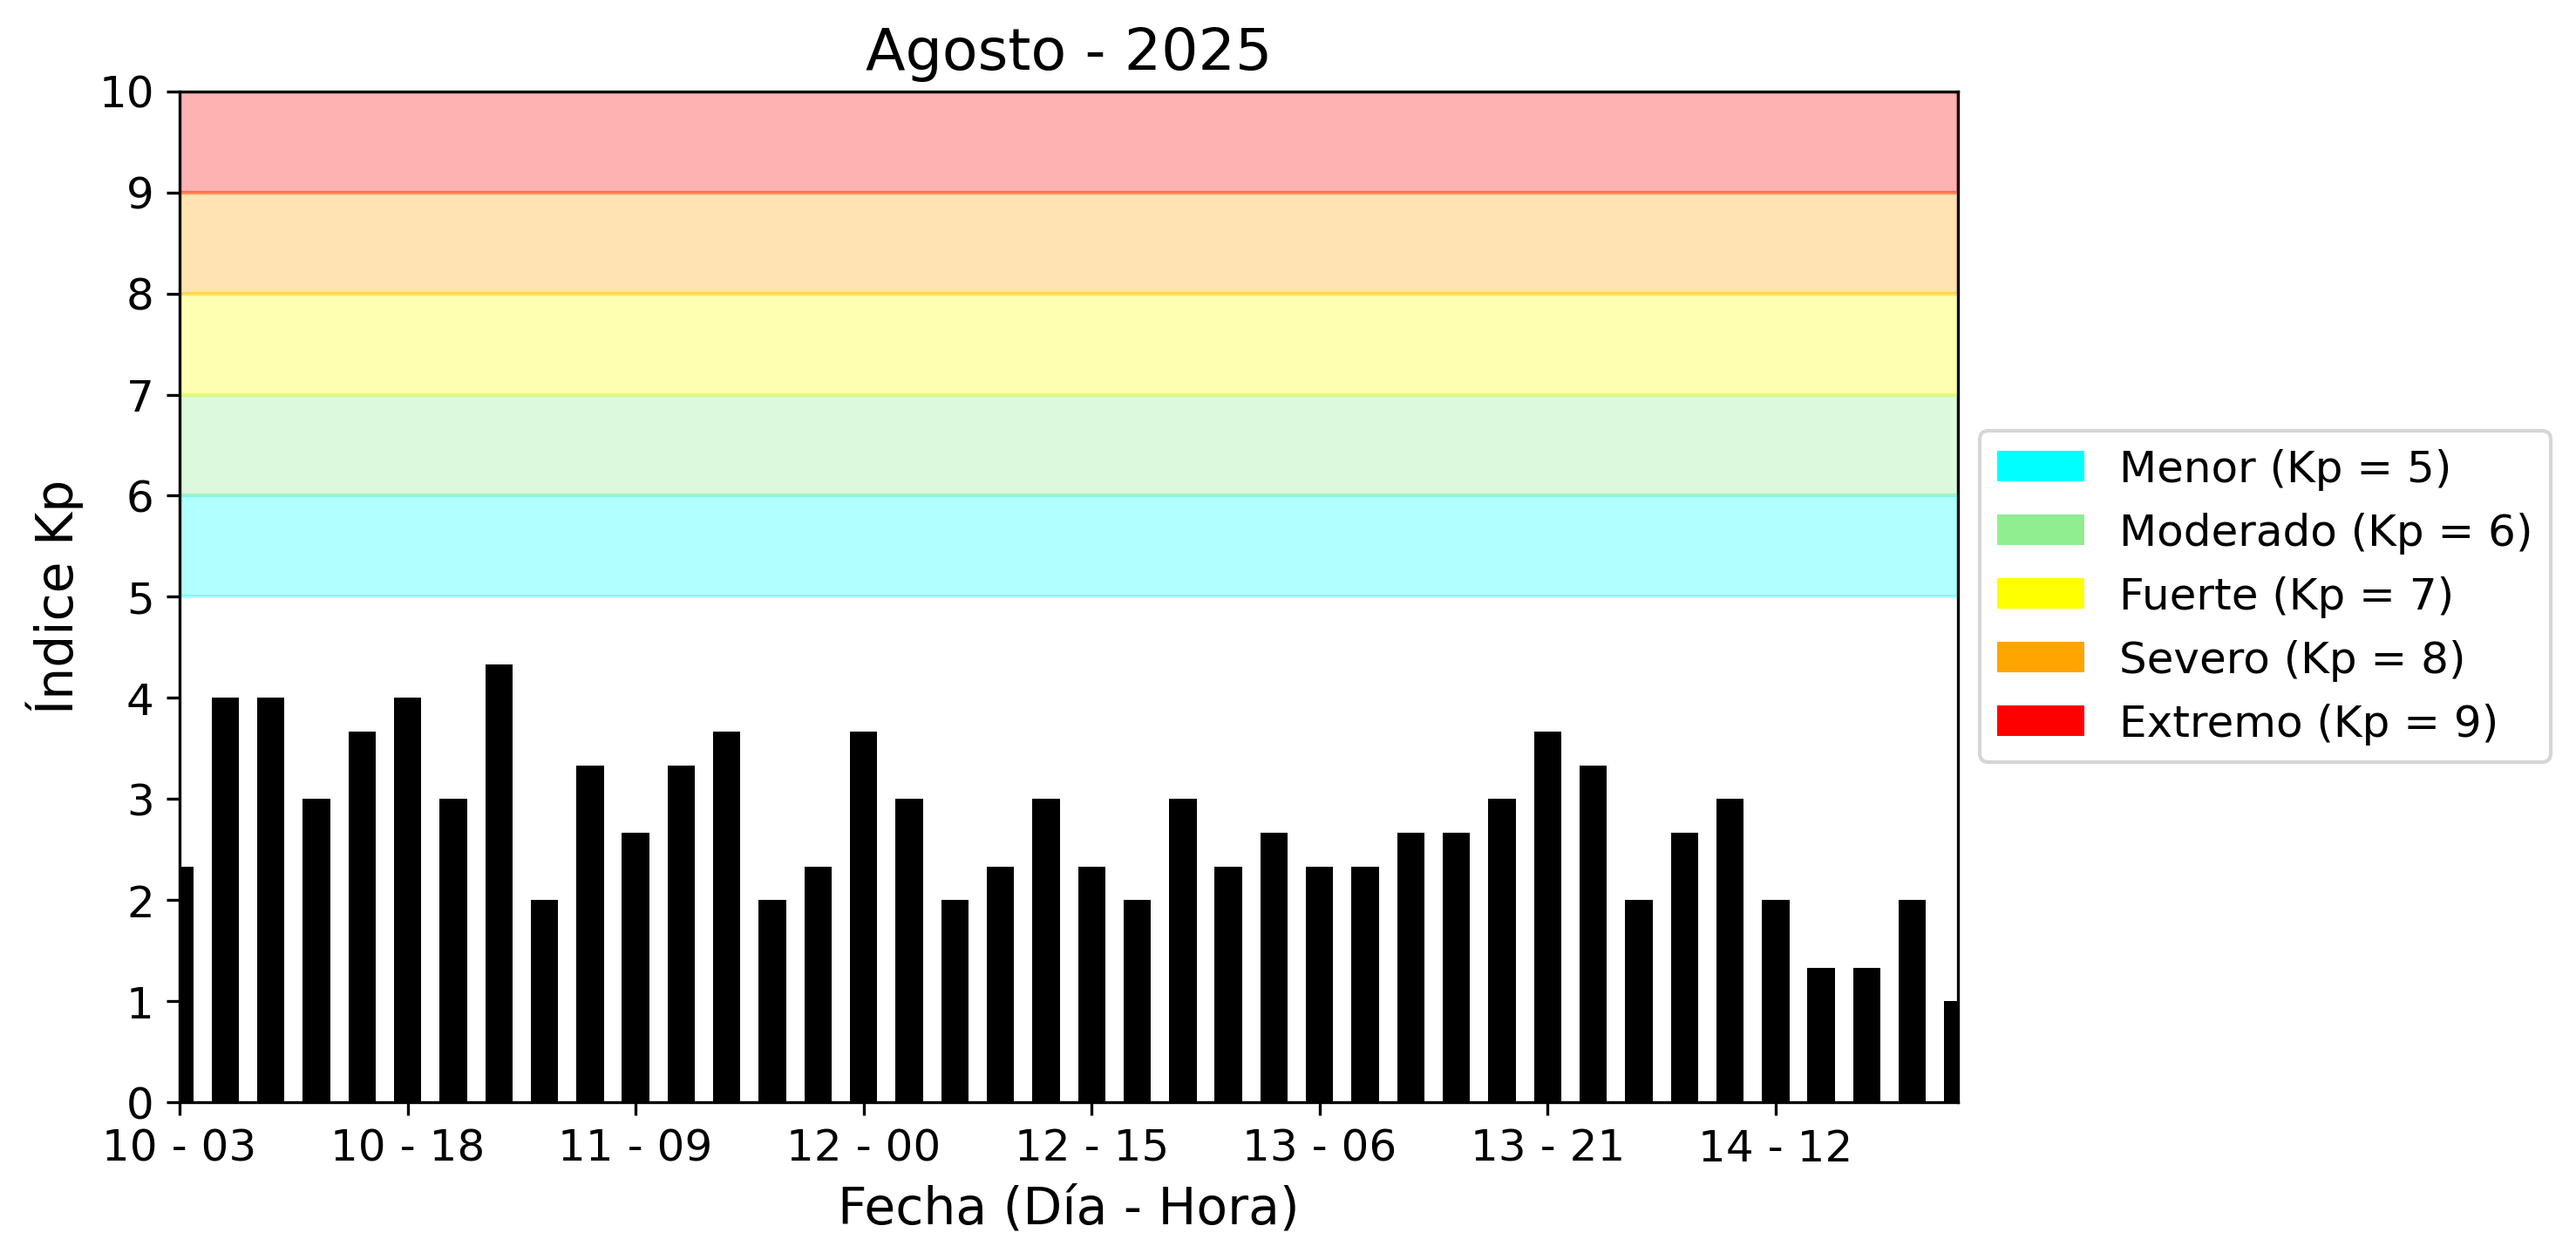 Agosto - 2025
10
9
8
7
6
5
4
3
2
1
0
Índice Kp
10 - 03
10 - 18
11 - 09
12 - 00
12 - 15
13 - 06
13 - 21
14 - 12
Fecha (Día - Hora)
Menor (Kp = 5)
Moderado (Kp = 6)
Fuerte (Kp = 7)
Severo (Kp = 8)
Extremo (Kp = 9)